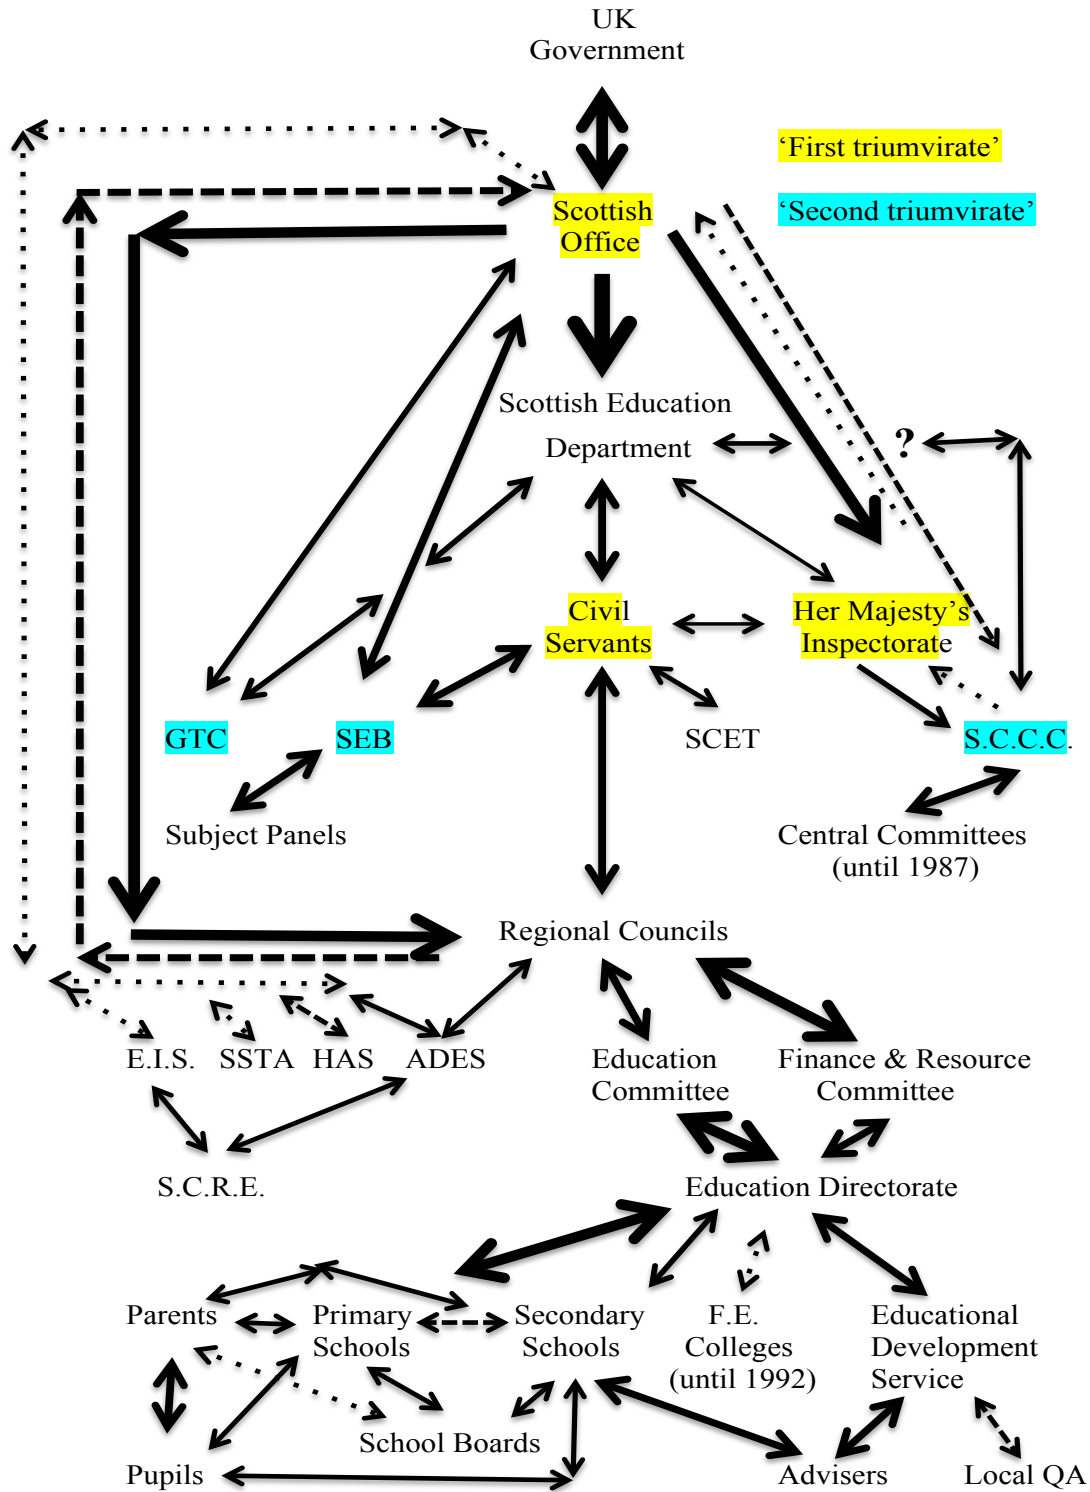 UK
Government
‘First triumvirate’
‘Second triumvirate’
Scottish
Office
Scottish Education
Department
?
Civil
Servants
Her Majesty’s
Inspectorate
GTC
SEB
SCET
S.C.C.C.
Subject Panels
Central Committees
(until 1987)
Regional Councils
E.I.S.
SSTA
HAS
ADES
Education
Committee
Finance & Resource
Committee
S.C.R.E.
Education Directorate
Parents
Primary
Schools
Secondary
Schools
F.E.
Colleges
(until 1992)
Educational
Development
Service
School Boards
Pupils
Advisers
Local QA